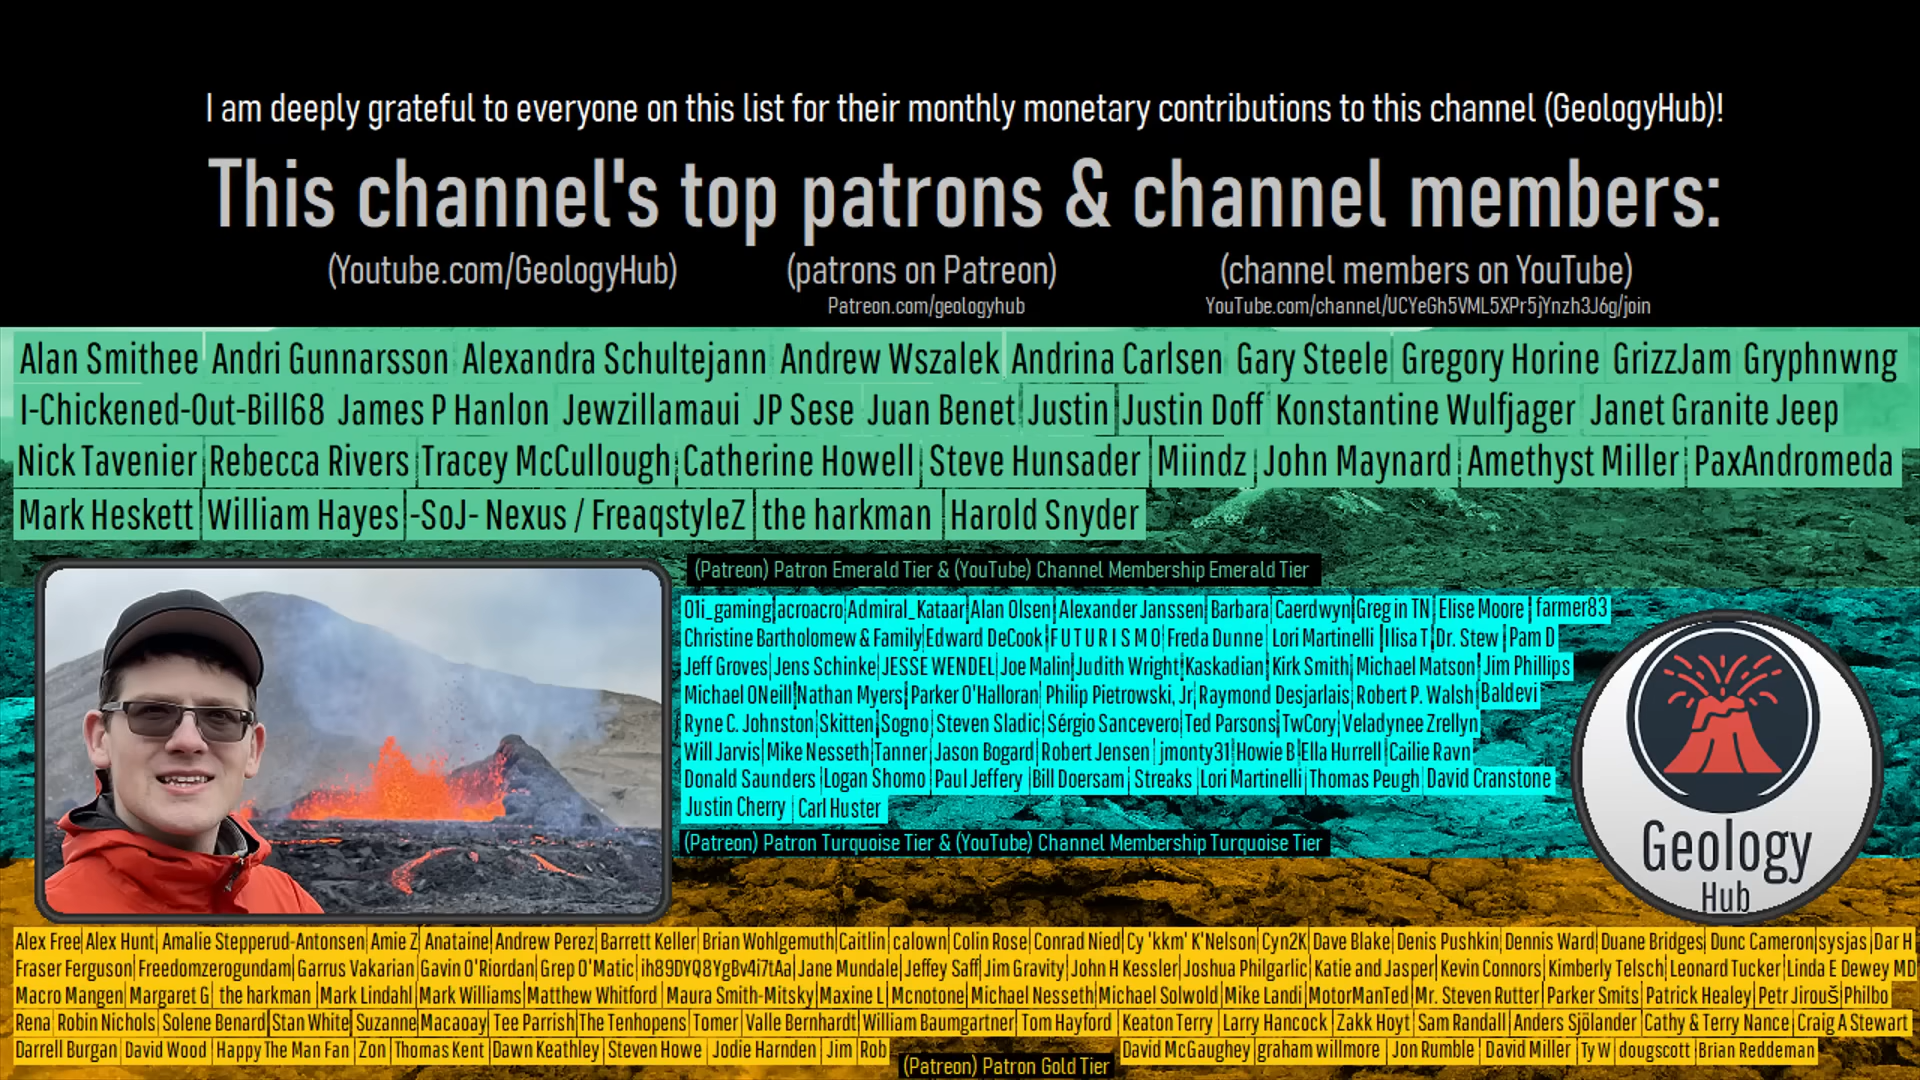 I am deeply grateful to everyone on this list for their monthly monetary contributions to this channel (GeologyHub)!
This channel's top patrons & channel members:
(Youtube.com/GeologyHub) (patrons on Patreon) (channel members on YouTube)
Patreon.com/geologyhub YouTube.com/channel/UCYeGh5VML5XPr5jYnzh3J6g/join
Alan Smithee Andri Gunnarsson Alexandra Schultejann Andrew Wszalek Andrina Carlsen Gary Steele Gregory Horine GrizzJam Gryphnwng
I-Chickened-Out-Bill68 James P Hanlon Jewzillamaui JP Sese Juan Benet Justin Justin Doff Konstantine Wulfjager Janet Granite Jeep
Nick Tavenier Rebecca Rivers Tracey McCullough Catherine Howell Steve Hunsader Miindz John Maynard Amethyst Miller PaxAndromeda
Mark Heskett William Hayes -SoJ- Nexus / FreaqstyleZ the harkman Harold Snyder
(Patreon) Patron Emerald Tier & (YouTube) Channel Membership Emerald Tier
01i_gaming acroacro Admiral_Kataar Alan Olsen Alexander Janssen Barbara Caerdwyn Greg in TN Elise Moore farmer83
Christine Bartholomew & Family Edward DeCook F U T U R I S M O Freda Dunne Lori Martinelli Ilisa T Dr. Stew Pam D
Jeff Groves Jens Schinke JESSE WENDEL Joe Malin Judith Wright Kaskadian Kirk Smith Michael Matson Jim Phillips
Michael ONeill Nathan Myers Parker O'Halloran Philip Pietrowski, Jr Raymond Desjarlais Robert P. Walsh Baldevi
Ryne C. Johnston Skitten Sogno Steven Sladic Sérgio Sancevero Ted Parsons TwCory Veladynee Zrellyn
Will Jarvis Mike Nesseth Tanner Jason Bogard Robert Jensen jmonty31 Howie B Ella Hurrell Cailie Ravn
Donald Saunders Logan Shomo Paul Jeffery Bill Doersam Streaks Lori Martinelli Thomas Peugh David Cranstone
Justin Cherry Carl Huster
(Patreon) Patron Turquoise Tier & (YouTube) Channel Membership Turquoise Tier
Geology
Hub
Alex Free Alex Hunt Amalie Stepperud-Antonsen Amie Z Anataine Andrew Perez Barrett Keller Brian Wohlgemuth Caitlin calown Colin Rose Conrad Nied Cy 'kkm' K'Nelson Cyn2K Dave Blake Denis Pushkin Dennis Ward Duane Bridges Dunc Cameron sysjas Dar H
Fraser Ferguson Freedomzerogundam Garrus Vakarian Gavin O'Riordan Grep O'Matic ih89DYQ8YgBv4i7tAa Jane Mundale Jeffey Saff Jim Gravity John H Kessler Joshua Philgarlic Katie and Jasper Kevin Connors Kimberly Telsch Leonard Tucker Linda E Dewey MD
Macro Mangen Margaret G the harkman Mark Lindahl Mark Williams Matthew Whitford Maura Smith-Mitsky Maxine L Mcnotone Michael Nesseth Michael Solwold Mike Landi MotorManTed Mr. Steven Rutter Parker Smits Patrick Healey Petr Jirouš Philbo
Rena Robin Nichols Solene Benard Stan White Suzanne Macaoay Tee Parrish The Tenhopens Tomer Valle Bernhardt William Baumgartner Tom Hayford Keaton Terry Larry Hancock Zakk Hoyt Sam Randall Anders Sjölander Cathy & Terry Nance Craig A Stewart
Darrell Burgan David Wood Happy The Man Fan Zon Thomas Kent Dawn Keathley Steven Howe Jodie Harnden Jim Rob David McGaughey graham willmore Jon Rumble David Miller Ty W dougscott Brian Reddeman
(Patreon) Patron Gold Tier